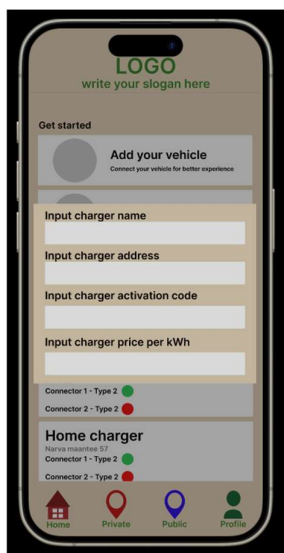 LOGO
write your slogan here
Get started
Add your vehicle
Connect your vehicle for better experience
Input charger name
Input charger address
Input charger activation code
Input charger price per kWh
Connector 1 - Type 2
Connector 2 - Type 2
Home charger
Narva maantee 57
Connector 1 - Type 2
Connector 2 - Type 2
Home Private Public Profile